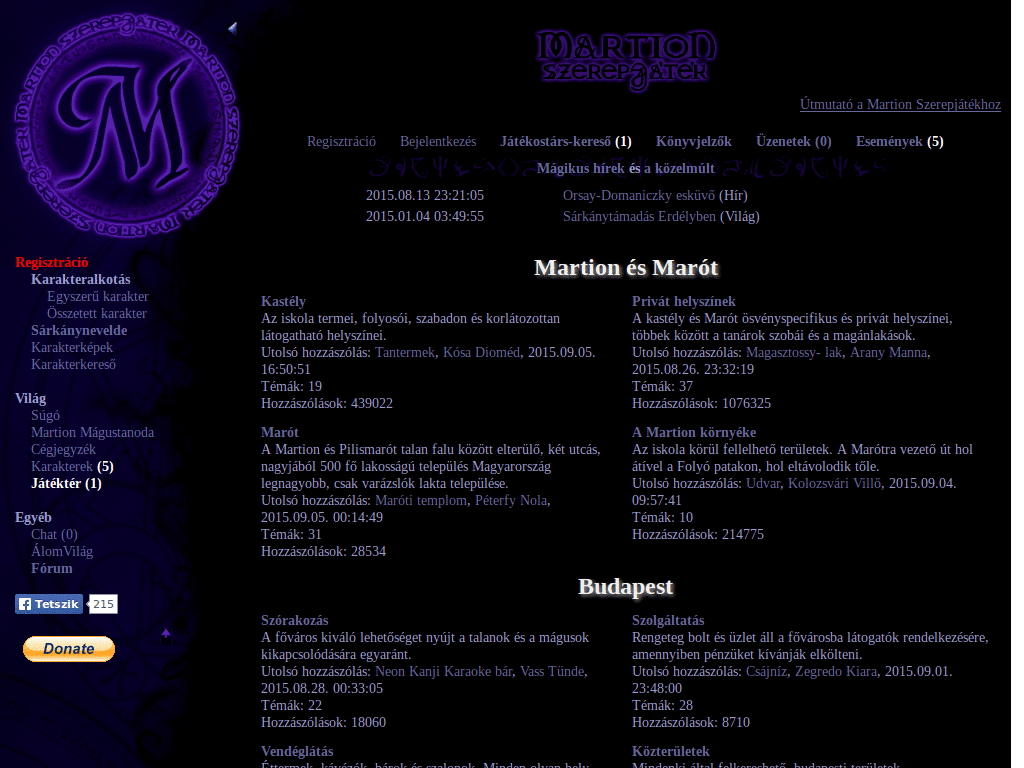 MARTION
SZEREPJÁTÉK
Útmutató a Martion Szerepjátékhoz
Regisztráció Bejelentkezés Játékostárs-kereső (1) Könyvjelzők Üzenetek (0) Események (5)
Mágikus hírek és a közelmúlt
2015.08.13 23:21:05 Orsay-Domaniczky esküvő (Hír)
2015.01.04 03:49:55 Sárkánytámadás Erdélyben (Világ)
Regisztráció
Karakteralkotás
Egyszerű karakter
Összetett karakter
Sárkánynevelde
Karakterképek
Karakterkereső
Világ
Súgó
Martion Mágustanoda
Cégjegyzék
Karakterek (5)
Játéktér (1)
Egyéb
Chat (0)
ÁlomVilág
Fórum
Tetszik 215
Donate
Martion és Marót
Kastély
Az iskola termei, folyosói, szabadon és korlátozottan
látogatható helyszínei.
Utolsó hozzászólás: Tantermek, Kósa Dioméd, 2015.09.05.
16:50:51
Témák: 19
Hozzászólások: 439022
Privát helyszínek
A kastély és Marót ösvényspecifikus és privát helyszínei,
többek között a tanárok szobái és a magánlakások.
Utolsó hozzászólás: Magasztossy- lak, Arany Manna,
2015.08.26. 23:32:19
Témák: 37
Hozzászólások: 1076325
Marót
A Martion és Pilismarót talan falu között elterülő, két utcás,
nagyjából 500 fő lakosságú település Magyarország
legnagyobb, csak varázslók lakta települése.
Utolsó hozzászólás: Maróti templom, Péterfy Nola,
2015.09.05. 00:14:49
Témák: 31
Hozzászólások: 28534
A Martion környéke
Az iskola körül fellelhető területek. A Marótra vezető út hol
átível a Folyó patakon, hol eltávolodik tőle.
Utolsó hozzászólás: Udvar, Kolozsvári Villő, 2015.09.04.
09:57:41
Témák: 10
Hozzászólások: 214775
Budapest
Szórakozás
A főváros kiváló lehetőséget nyújt a talanok és a mágusok
kikapcsolódására egyaránt.
Utolsó hozzászólás: Neon Kanji Karaoke bár, Vass Tünde,
2015.08.28. 00:33:05
Témák: 22
Hozzászólások: 18060
Szolgáltatás
Rengeteg bolt és üzlet áll a fővárosba látogatók rendelkezésére,
amennyiben pénzüket kívánják elkölteni.
Utolsó hozzászólás: Csájníz, Zegredo Kiara, 2015.09.01.
23:48:00
Témák: 28
Hozzászólások: 8710
Vendéglátás
Éttermek, kávézók, bárok és szalonok. Minden olyan hely,
Közterületek
Mindenki által felkereshető, budapesti területek.